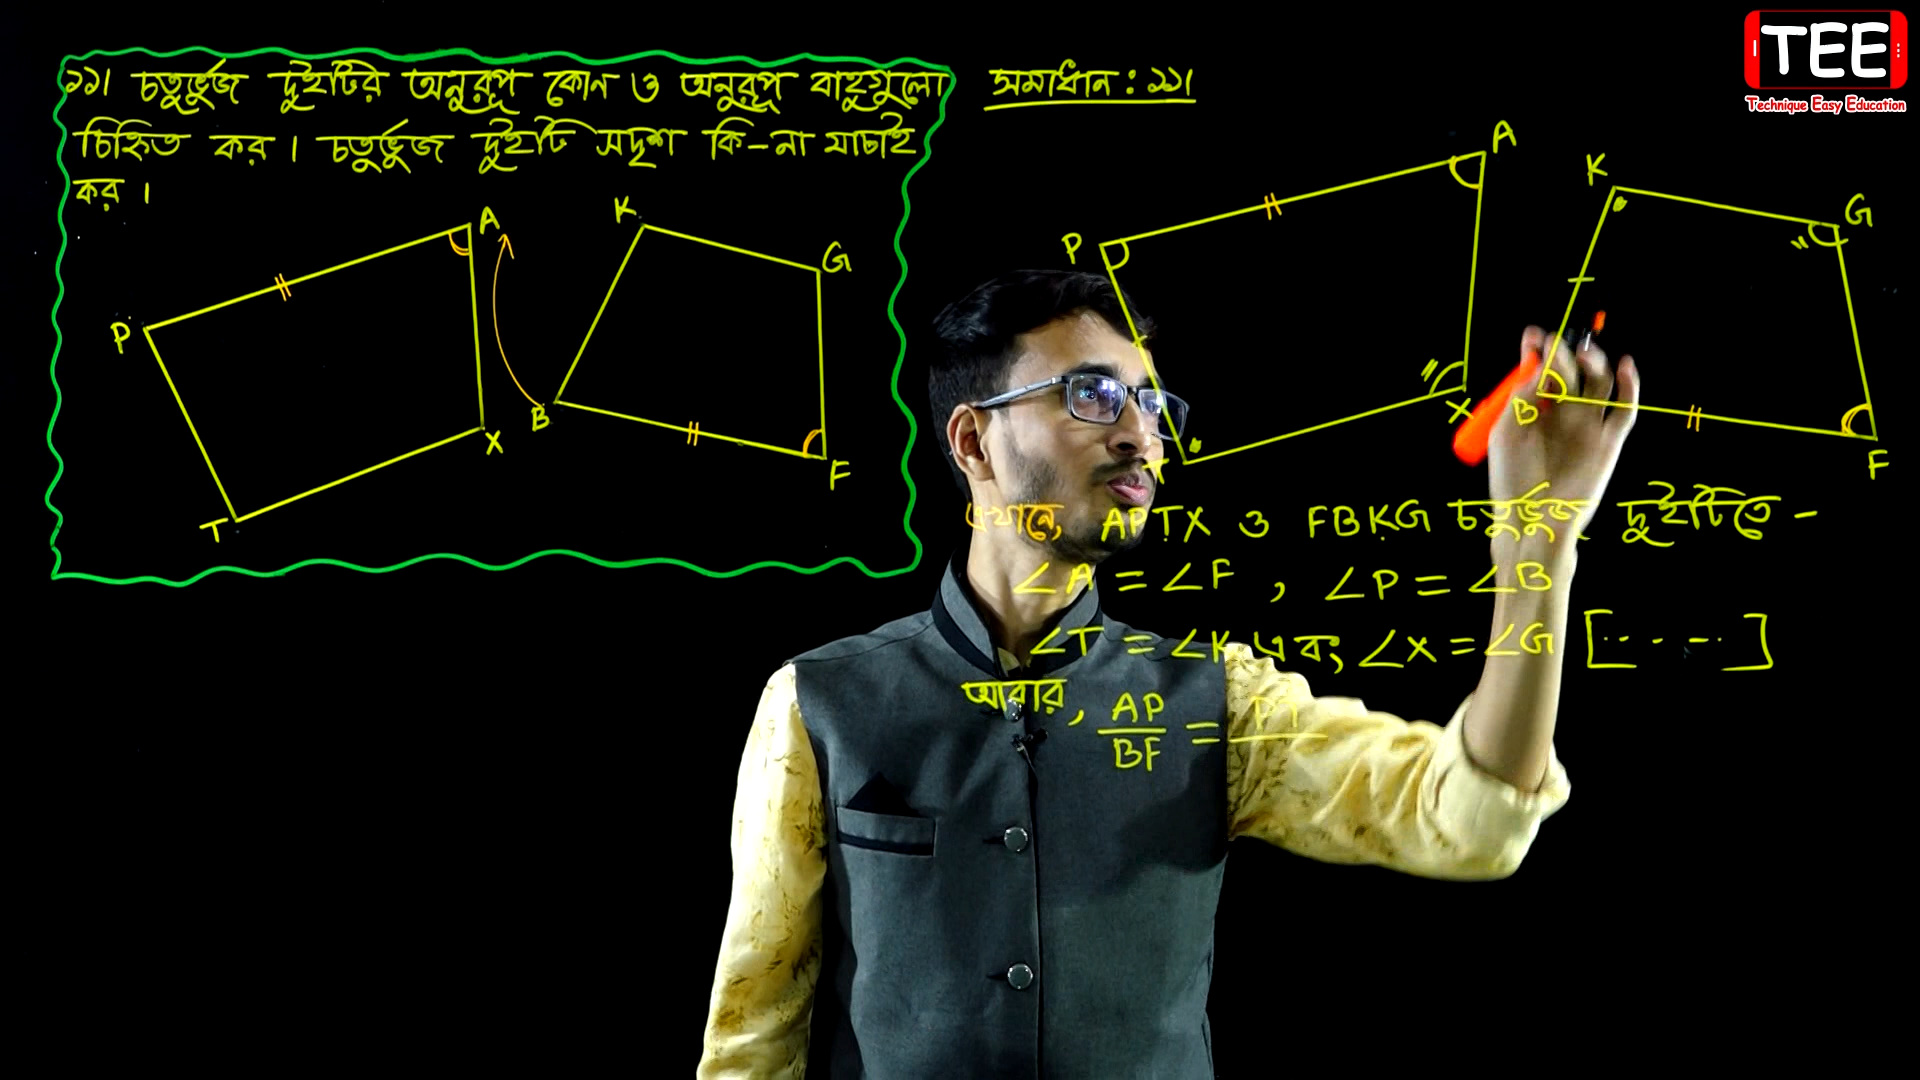 ১১। চতুর্ভুজ দুইটির অনুরূপ কোন ও অনুরূপ বাহুগুলো
চিহ্নিত কর। চতুর্ভুজ দুইটি সদৃশ কি-না যাচাই
কর।
A
K
G
P
B
X
F
T
সমাধান: ১১।
A
K
G
P
X
B
F
T
এখানে, APTX ও FBKG চতুর্ভুজ দুইটিতে -
∠A = ∠F , ∠P = ∠B
∠T = ∠K এবং ∠X = ∠G [.....]
আবার, AP/BF = PT/
TEE
Technique Easy Education